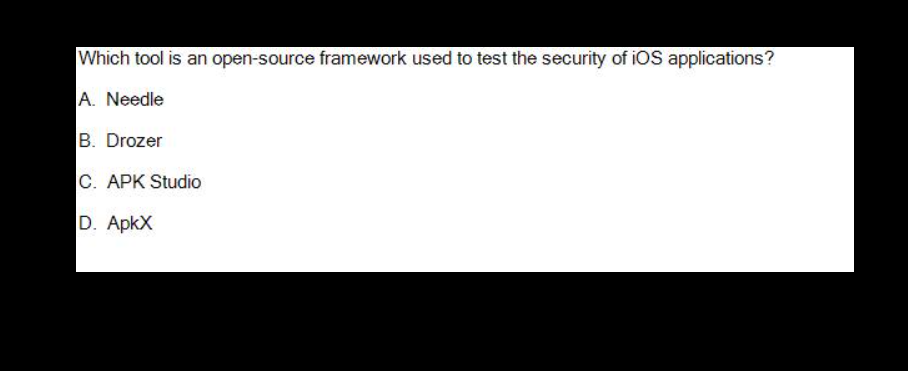 Which tool is an open-source framework used to test the security of iOS applications?
A. Needle
B. Drozer
C. APK Studio
D. ApkX